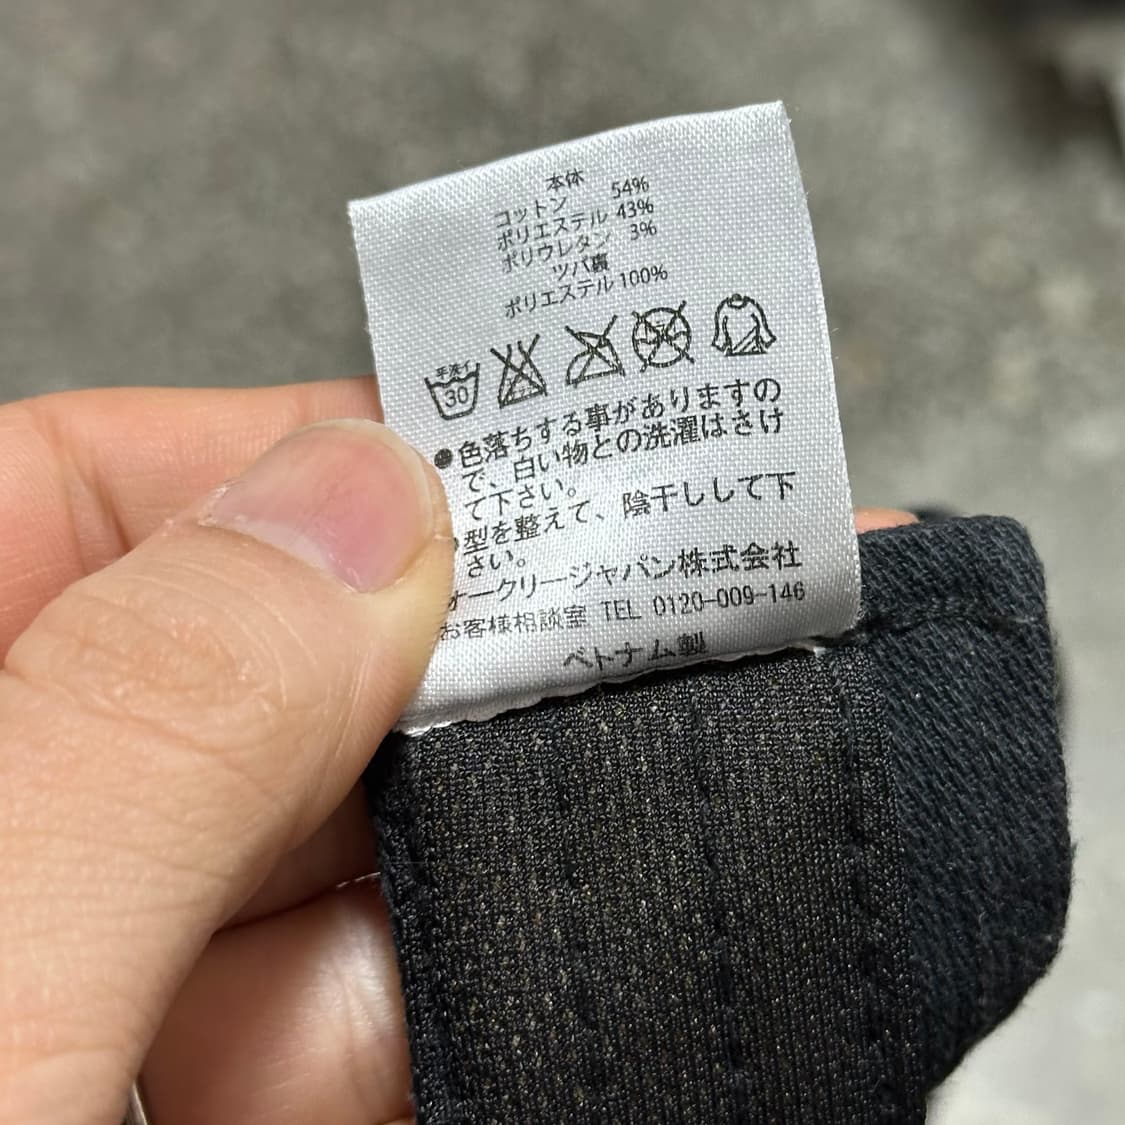 本体
コットン 54%
ポリエステル 43%
ポリウレタン 3%
ツバ裏
ポリエステル 100%
手洗イ
30
●色落ちする事がありますの
で、白い物との洗濯はさけ
て下さい。
●型を整えて、陰干しして下
さい。
オークリージャパン株式会社
お客様相談室 TEL 0120-009-146
ベトナム製